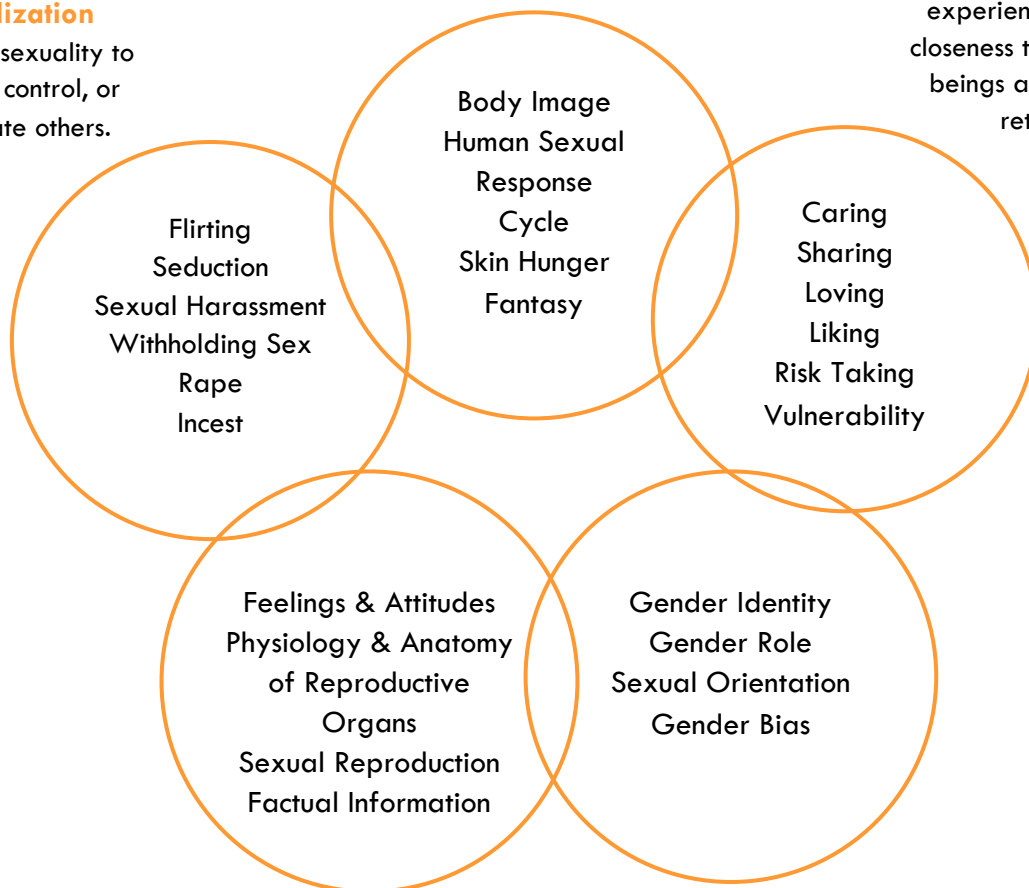 lization
sexuality to
control, or
ate others.
experien
closeness t
beings a
ret
Body Image
Human Sexual
Response
Cycle
Skin Hunger
Fantasy
Flirting
Seduction
Sexual Harassment
Withholding Sex
Rape
Incest
Caring
Sharing
Loving
Liking
Risk Taking
Vulnerability
Feelings & Attitudes
Physiology & Anatomy
of Reproductive
Organs
Sexual Reproduction
Factual Information
Gender Identity
Gender Role
Sexual Orientation
Gender Bias